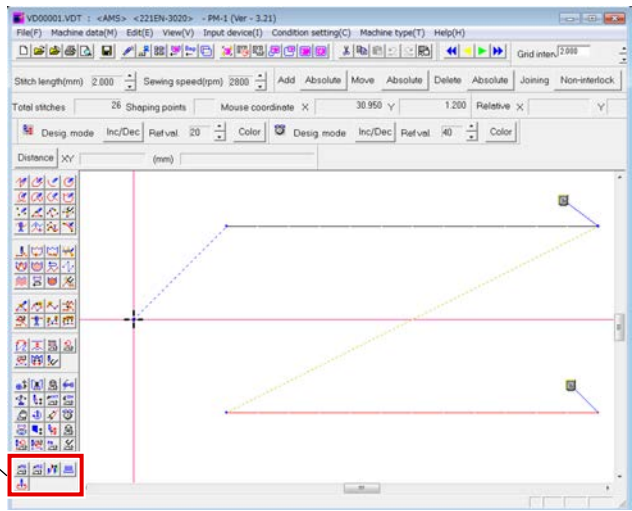 VD00001.VDT : <AMS> <221EN-3020> - PM-1 (Ver - 3.21)
File(F) Machine data(M) Edit(E) View(V) Input device(I) Condition setting(C) Machine type(T) Help(H)
Grid interv 2.000
Stitch length(mm) 2.000 Sewing speed(rpm) 2800 Add Absolute Move Absolute Delete Absolute Joining Non-interlock
Total stitches 26 Shaping points Mouse coordinate X 30.950 Y 1.200 Relative X Y
Desig. mode Inc/Dec Ref val. 20 Color Desig. mode Inc/Dec Ref val 40 Color
Distance XY (mm)